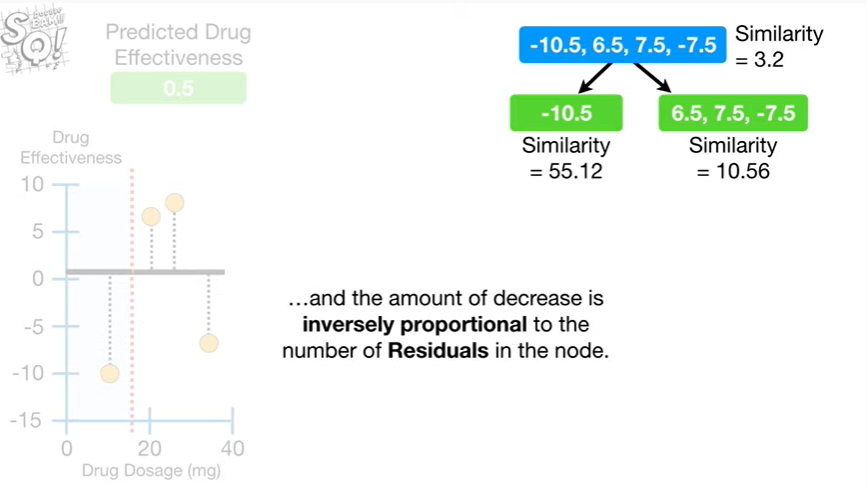 SQ!
Predicted Drug
Effectiveness
0.5
-10.5, 6.5, 7.5, -7.5
Similarity
= 3.2
-10.5
6.5, 7.5, -7.5
Similarity
= 55.12
Similarity
= 10.56
Drug
Effectiveness
10
5
0
-5
-10
-15
0
20
40
Drug Dosage (mg)
…and the amount of decrease is
inversely proportional to the
number of Residuals in the node.